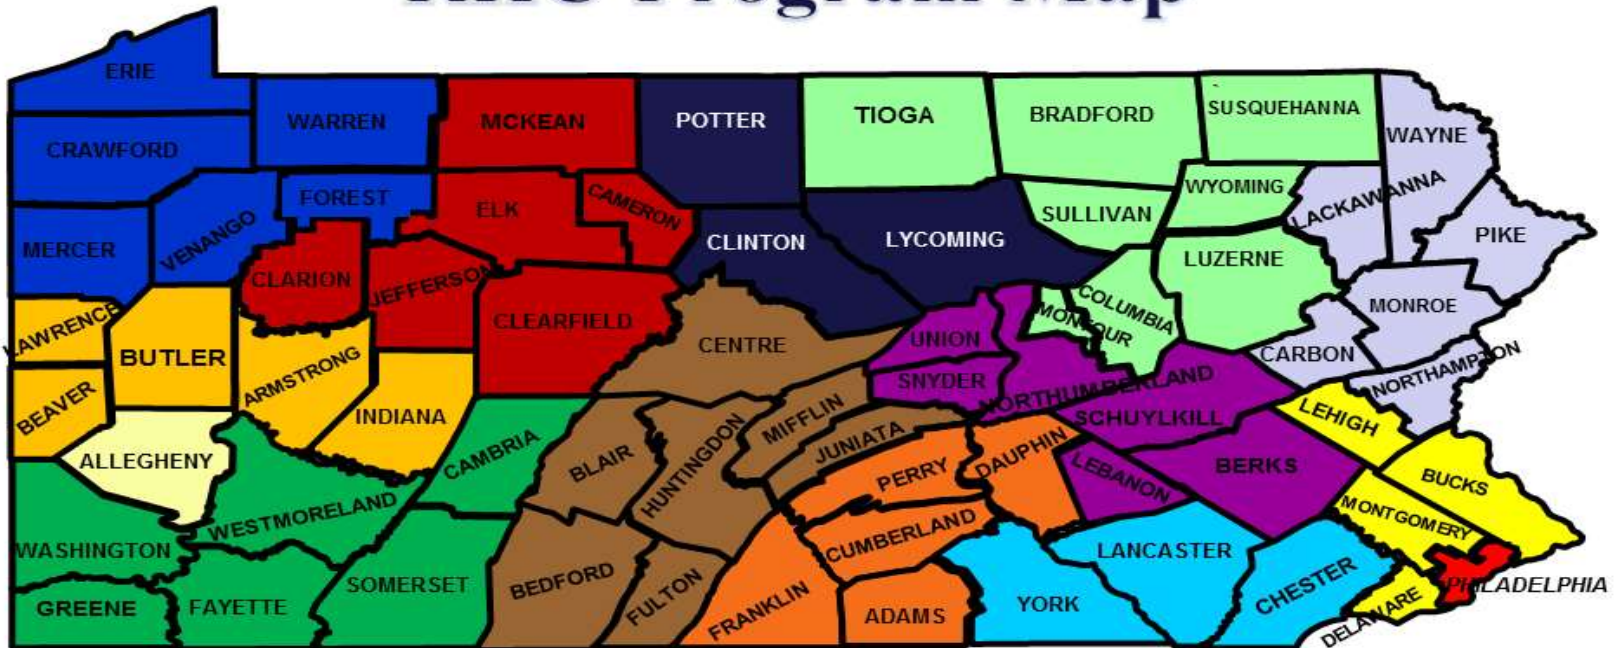 Program Map
ERIE
WARREN
MCKEAN
POTTER
TIOGA
BRADFORD
SUSQUEHANNA
WAYNE
CRAWFORD
FOREST
ELK
CAMERON
WYOMING
LACKAWANNA
MERCER
VENANGO
CLINTON
LYCOMING
SULLIVAN
PIKE
CLARION
JEFFERSON
LUZERNE
LAWRENCE
CLEARFIELD
MONTOUR
COLUMBIA
MONROE
BUTLER
ARMSTRONG
CENTRE
UNION
CARBON
BEAVER
INDIANA
SNYDER
NORTHUMBERLAND
NORTHAMPTON
MIFFLIN
SCHUYLKILL
LEHIGH
ALLEGHENY
CAMBRIA
BLAIR
HUNTINGDON
JUNIATA
PERRY
DAUPHIN
LEBANON
BERKS
BUCKS
WESTMORELAND
MONTGOMERY
WASHINGTON
CUMBERLAND
LANCASTER
SOMERSET
BEDFORD
FULTON
CHESTER
PHILADELPHIA
GREENE
FAYETTE
FRANKLIN
ADAMS
YORK
DELAWARE